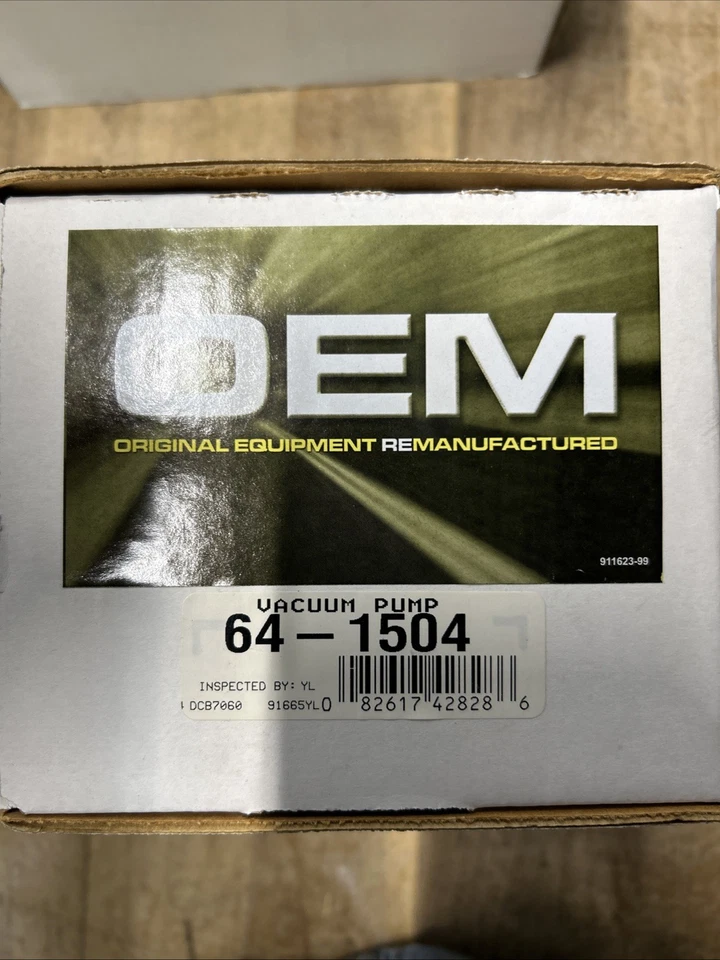 OEM
ORIGINAL EQUIPMENT REMANUFACTURED
911623-99
VACUUM PUMP
64-1504
INSPECTED BY: YL
DCB7060 91665YL
0 82617 42828 6